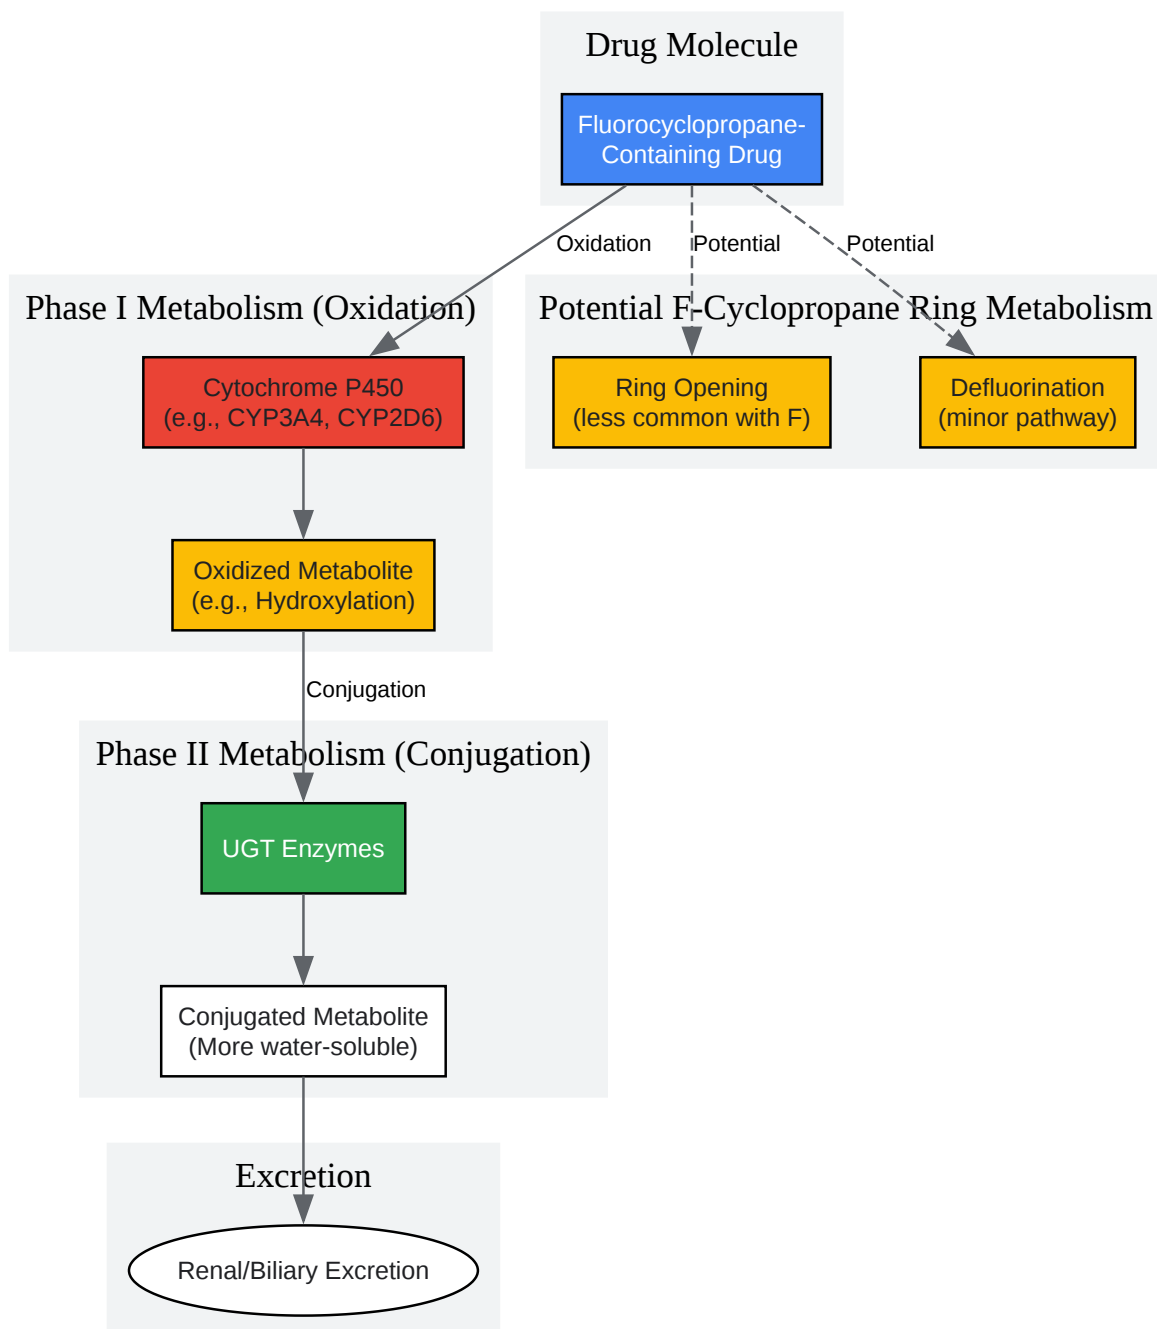 Drug Molecule
Fluorocyclopropane-
Containing Drug
Oxidation
Potential
Potential
Phase I Metabolism (Oxidation)
Potential F-Cyclopropane Ring Metabolism
Cytochrome P450
(e.g., CYP3A4, CYP2D6)
Ring Opening
(less common with F)
Defluorination
(minor pathway)
Oxidized Metabolite
(e.g., Hydroxylation)
Conjugation
Phase II Metabolism (Conjugation)
UGT Enzymes
Conjugated Metabolite
(More water-soluble)
Excretion
Renal/Biliary Excretion